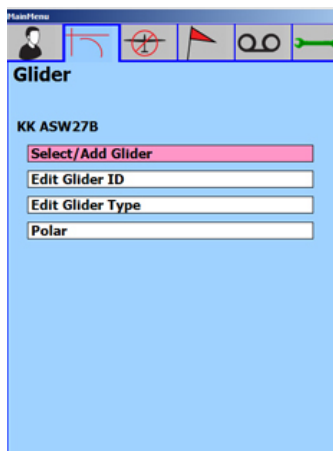 MainMenu
Glider
KK ASW27B
Select/Add Glider
Edit Glider ID
Edit Glider Type
Polar